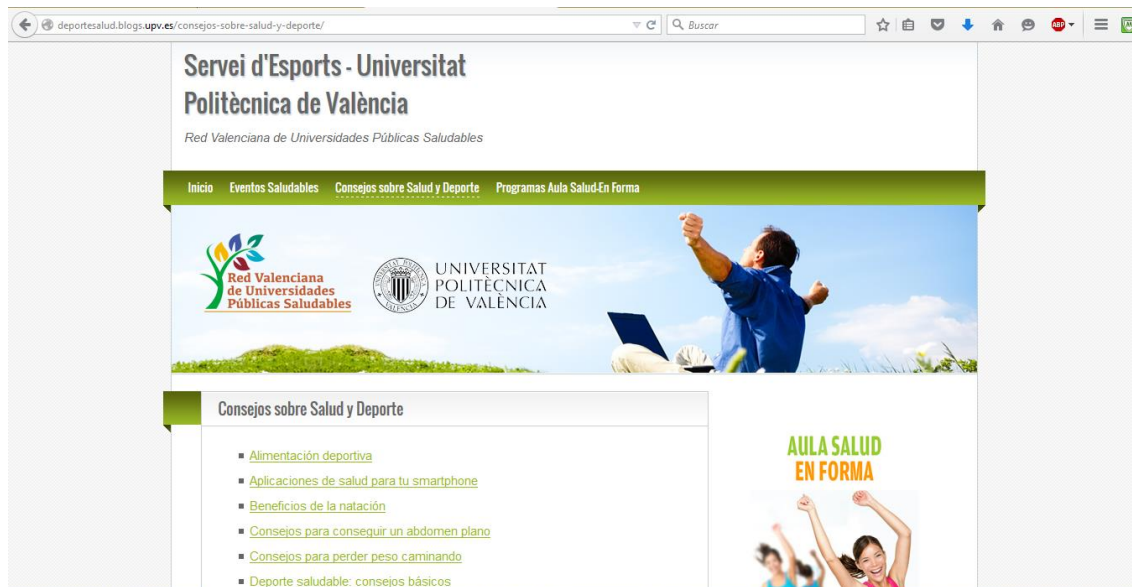 deportesalud.blogs.upv.es/consejos-sobre-salud-y-deporte/
Buscar
ABP
Servei d'Esports - Universitat
Politècnica de València
Red Valenciana de Universidades Públicas Saludables
Inicio Eventos Saludables Consejos sobre Salud y Deporte Programas Aula Salud-En Forma
Red Valenciana
de Universidades
Públicas Saludables
UNIVERSITAT
POLITÈCNICA
DE VALÈNCIA
Consejos sobre Salud y Deporte
Alimentación deportiva
Aplicaciones de salud para tu smartphone
Beneficios de la natación
Consejos para conseguir un abdomen plano
Consejos para perder peso caminando
Deporte saludable: consejos básicos
AULA SALUD
EN FORMA